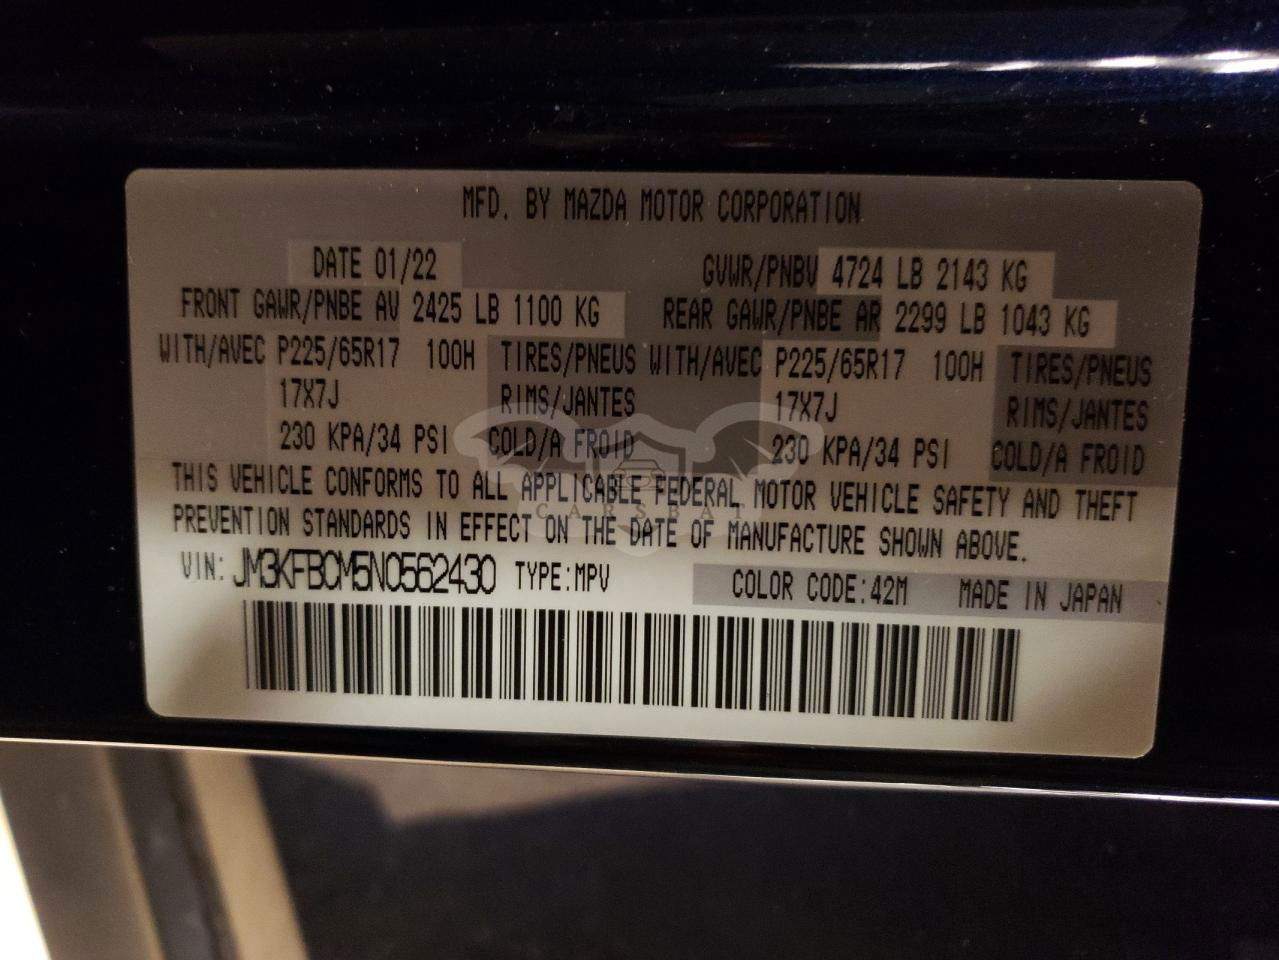 MFD. BY MAZDA MOTOR CORPORATION
DATE 01/22 GVWR/PNBV 4724 LB 2143 KG
FRONT GAWR/PNBE AV 2425 LB 1100 KG REAR GAWR/PNBE AR 2299 LB 1043 KG
WITH/AVEC P225/65R17 100H TIRES/PNEUS WITH/AVEC P225/65R17 100H TIRES/PNEUS
17X7J RIMS/JANTES 17X7J RIMS/JANTES
230 KPA/34 PSI COLD/A FROID 230 KPA/34 PSI COLD/A FROID
THIS VEHICLE CONFORMS TO ALL APPLICABLE FEDERAL MOTOR VEHICLE SAFETY AND THEFT
CARSBAT
PREVENTION STANDARDS IN EFFECT ON THE DATE OF MANUFACTURE SHOWN ABOVE.
VIN: JM3KFBCM5N0562430 TYPE:MPV COLOR CODE:42M MADE IN JAPAN